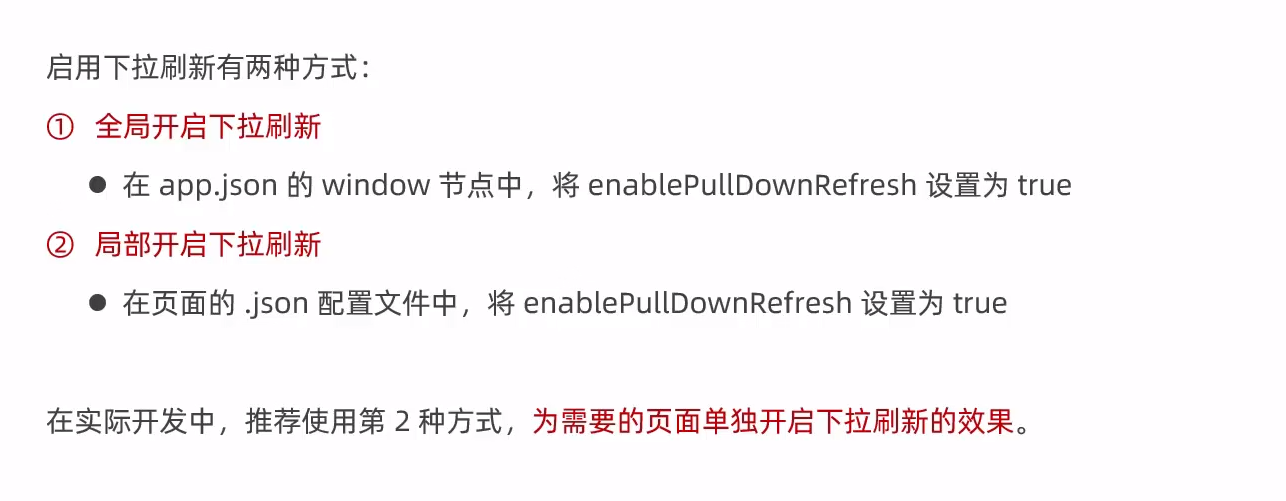 启用下拉刷新有两种方式：
① 全局开启下拉刷新
● 在 app.json 的 window 节点中，将 enablePullDownRefresh 设置为 true
② 局部开启下拉刷新
● 在页面的 .json 配置文件中，将 enablePullDownRefresh 设置为 true
在实际开发中，推荐使用第 2 种方式，为需要的页面单独开启下拉刷新的效果。